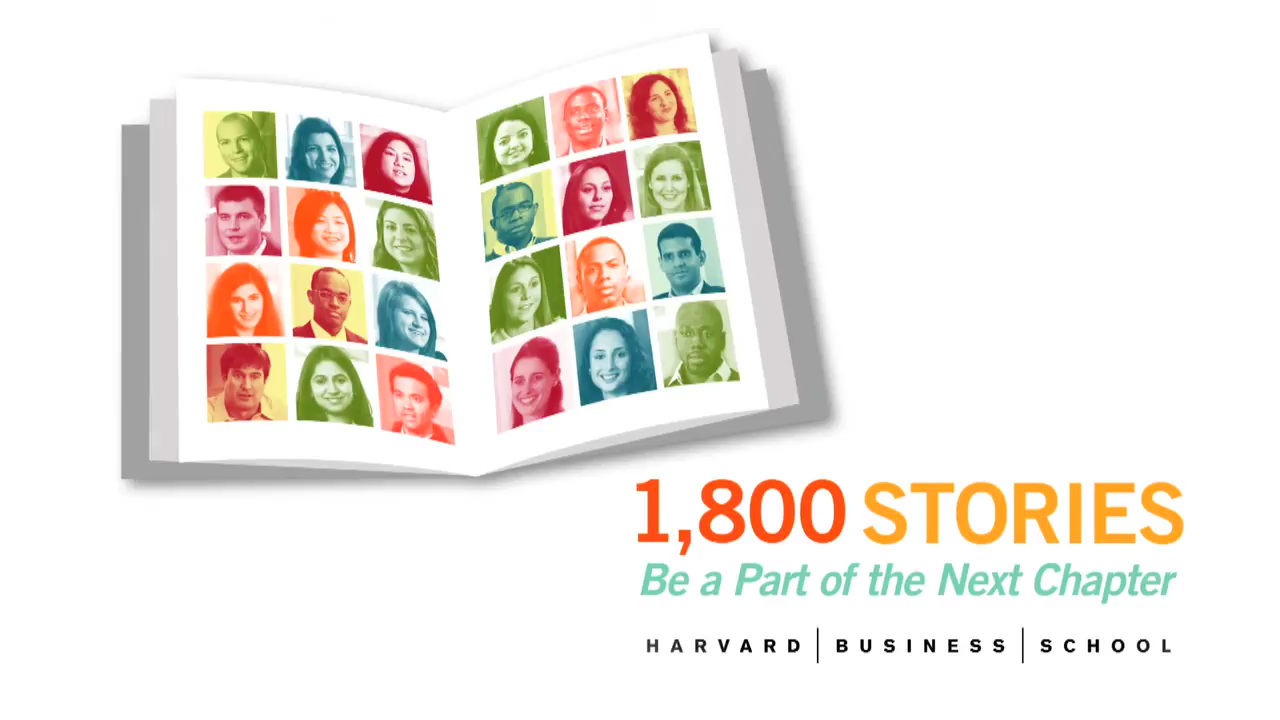 1,800 STORIES
Be a Part of the Next Chapter
HARVARD | BUSINESS | SCHOOL